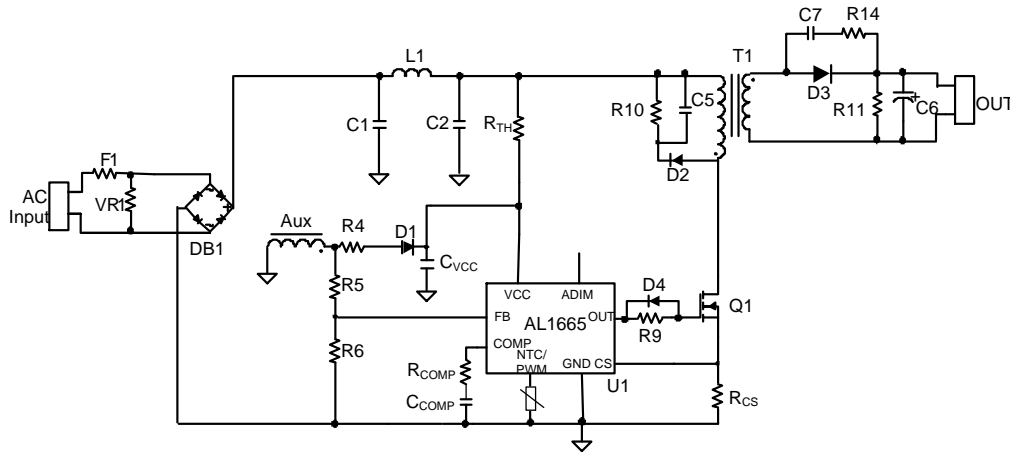 C7
R14
L1
T1
D3
R10
C5
R11
C6
OUT
C1
C2
RTH
D2
F1
AC
Input
VR1
DB1
Aux
R4
D1
CVCC
R5
VCC
ADIM
D4
Q1
FB
AL1665
OUT
R9
R6
COMP
NTC/
PWM
GND CS
U1
RCOMP
CCOMP
RCS